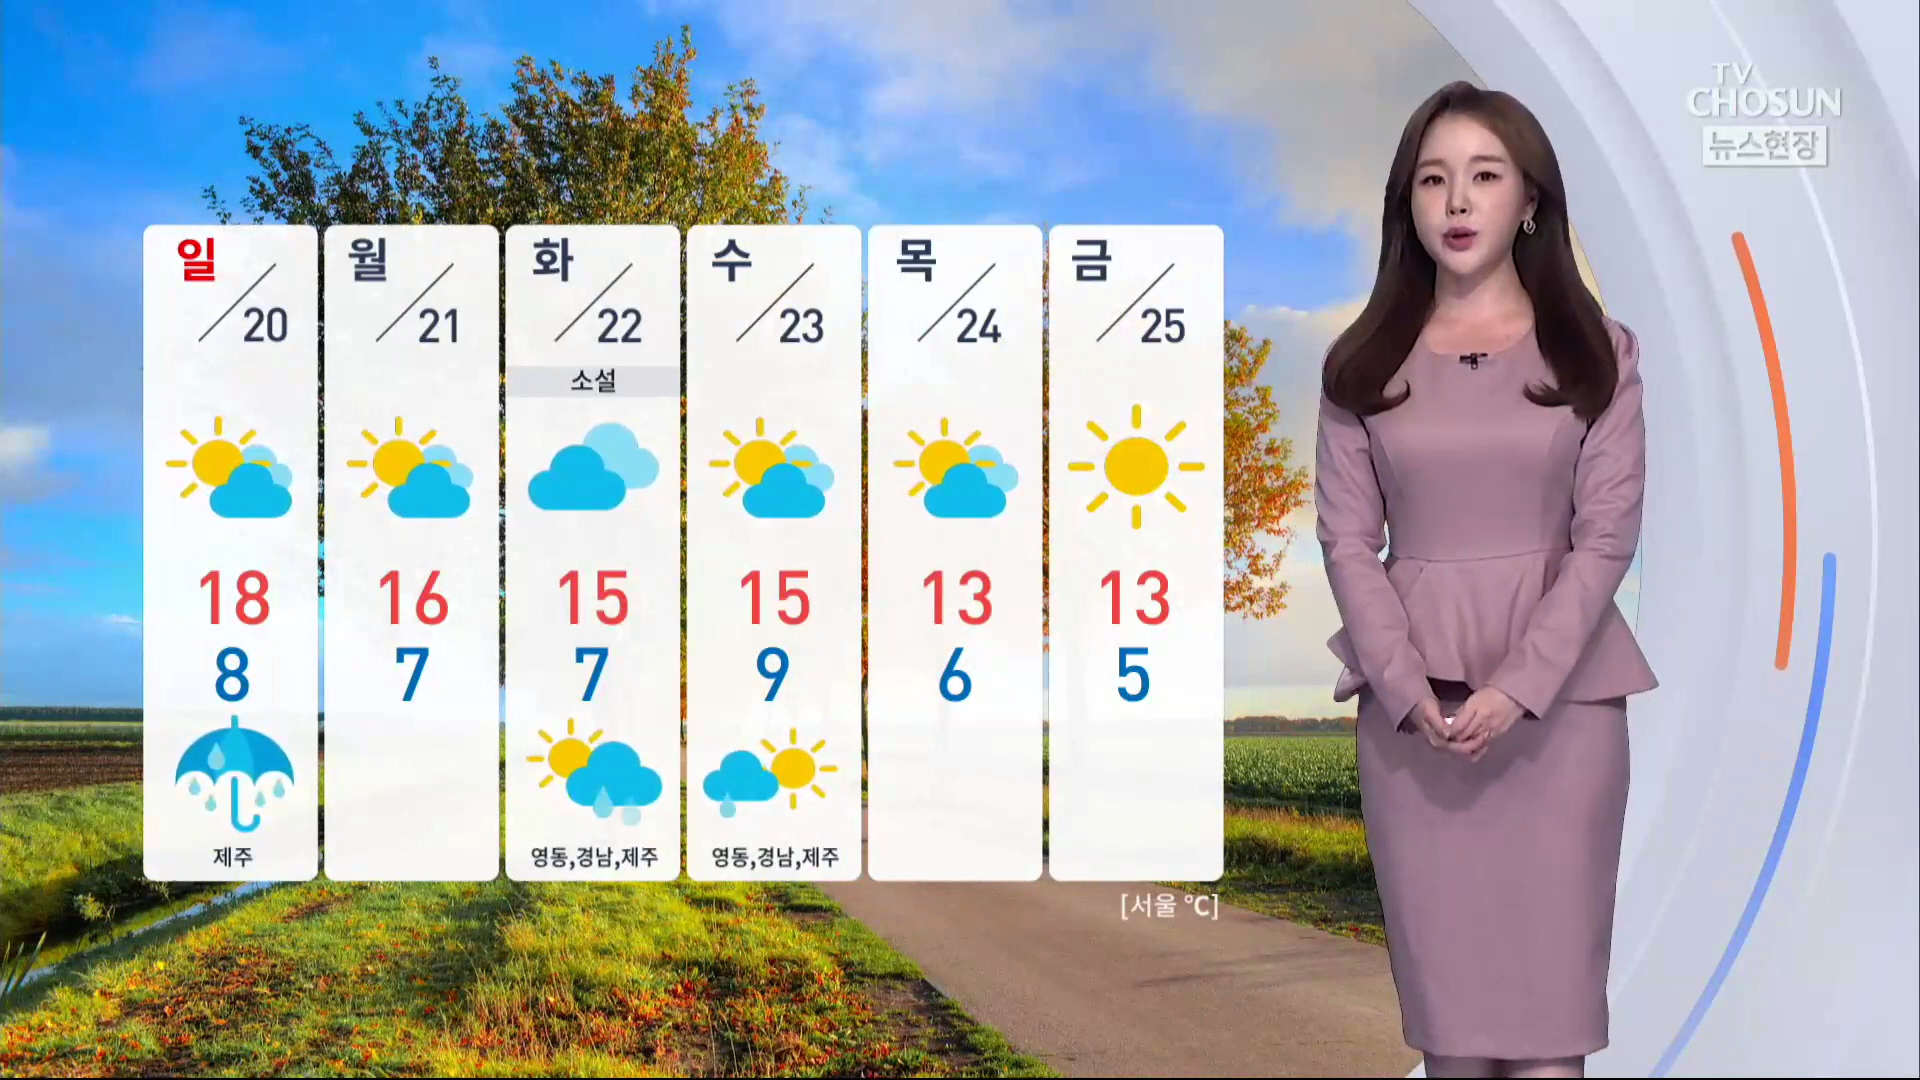 TV
CHOSUN
뉴스현장
일 20
월 21
화 22
수 23
목 24
금 25
소설
18 16 15 15 13 13
8 7 7 9 6 5
제주 영동,경남,제주 영동,경남,제주
[서울 ℃]